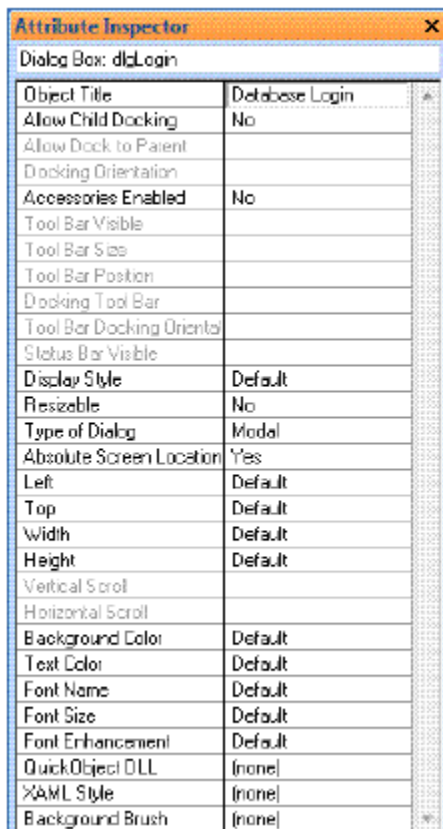 Attribute Inspector
Dialog Box: dlgLogin
Object Title Database Login
Allow Child Docking No
Allow Dock to Parent
Docking Orientation
Accessories Enabled No
Tool Bar Visible
Tool Bar Size
Tool Bar Position
Docking Tool Bar
Tool Bar Docking Oriental
Status Bar Visible
Display Style Default
Resizable No
Type of Dialog Modal
Absolute Screen Location Yes
Left Default
Top Default
Width Default
Height Default
Vertical Scroll
Horizontal Scroll
Background Color Default
Text Color Default
Font Name Default
Font Size Default
Font Enhancement Default
QuickObject DLL (none)
XAML Style (none)
Background Brush (none)